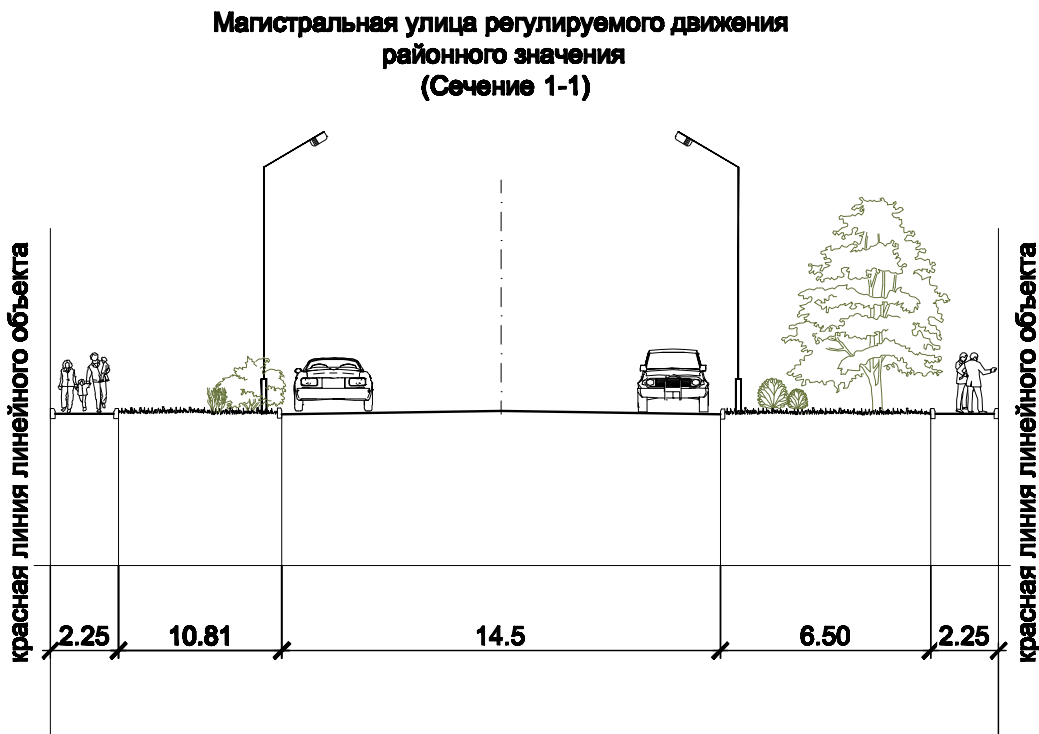 Магистральная улица регулируемого движения
районного значения
(Сечение 1-1)
красная линия линейного объекта
красная линия линейного объекта
2.25 10.81 14.5 6.50 2.25